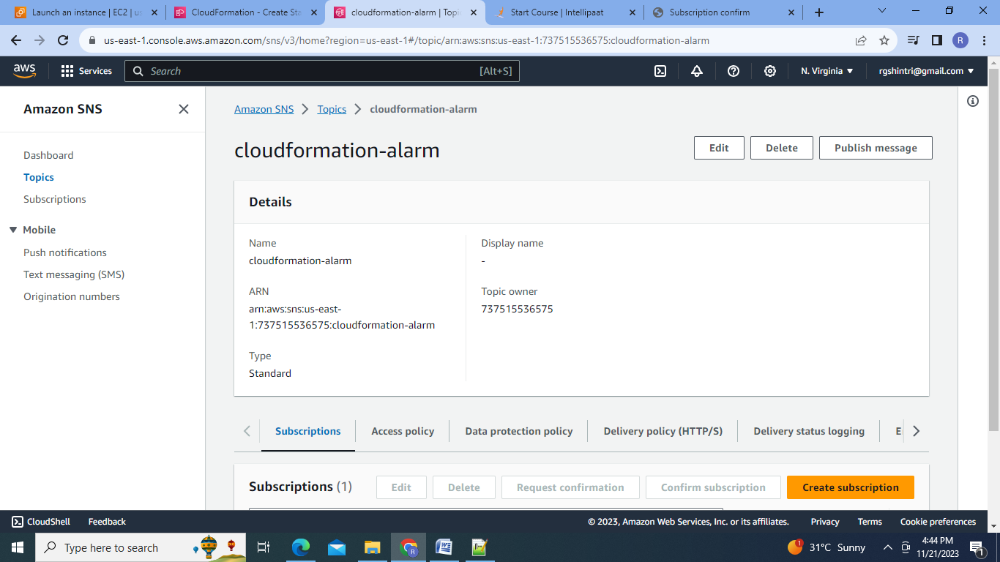 Launch an instance | EC2 | us
CloudFormation - Create Sta
cloudformation-alarm | Topi
Start Course | Intellipaat
Subscription confirm
us-east-1.console.aws.amazon.com/sns/v3/home?region=us-east-1#/topic/arn:aws:sns:us-east-1:737515536575:cloudformation-alarm
R
aws
Services
Search
[Alt+S]
N. Virginia
rgshintri@gmail.com
Amazon SNS
Dashboard
Topics
Subscriptions
Mobile
Push notifications
Text messaging (SMS)
Origination numbers
Amazon SNS
Topics
cloudformation-alarm
cloudformation-alarm
Edit
Delete
Publish message
Details
Name
cloudformation-alarm
ARN
arn:aws:sns:us-east-
1:737515536575:cloudformation-alarm
Type
Standard
Display name
-
Topic owner
737515536575
Subscriptions
Access policy
Data protection policy
Delivery policy (HTTP/S)
Delivery status logging
Subscriptions (1)
Edit
Delete
Request confirmation
Confirm subscription
Create subscription
CloudShell
Feedback
© 2023, Amazon Web Services, Inc. or its affiliates.
Privacy
Terms
Cookie preferences
Type here to search
31°C Sunny
4:44 PM
11/21/2023
1